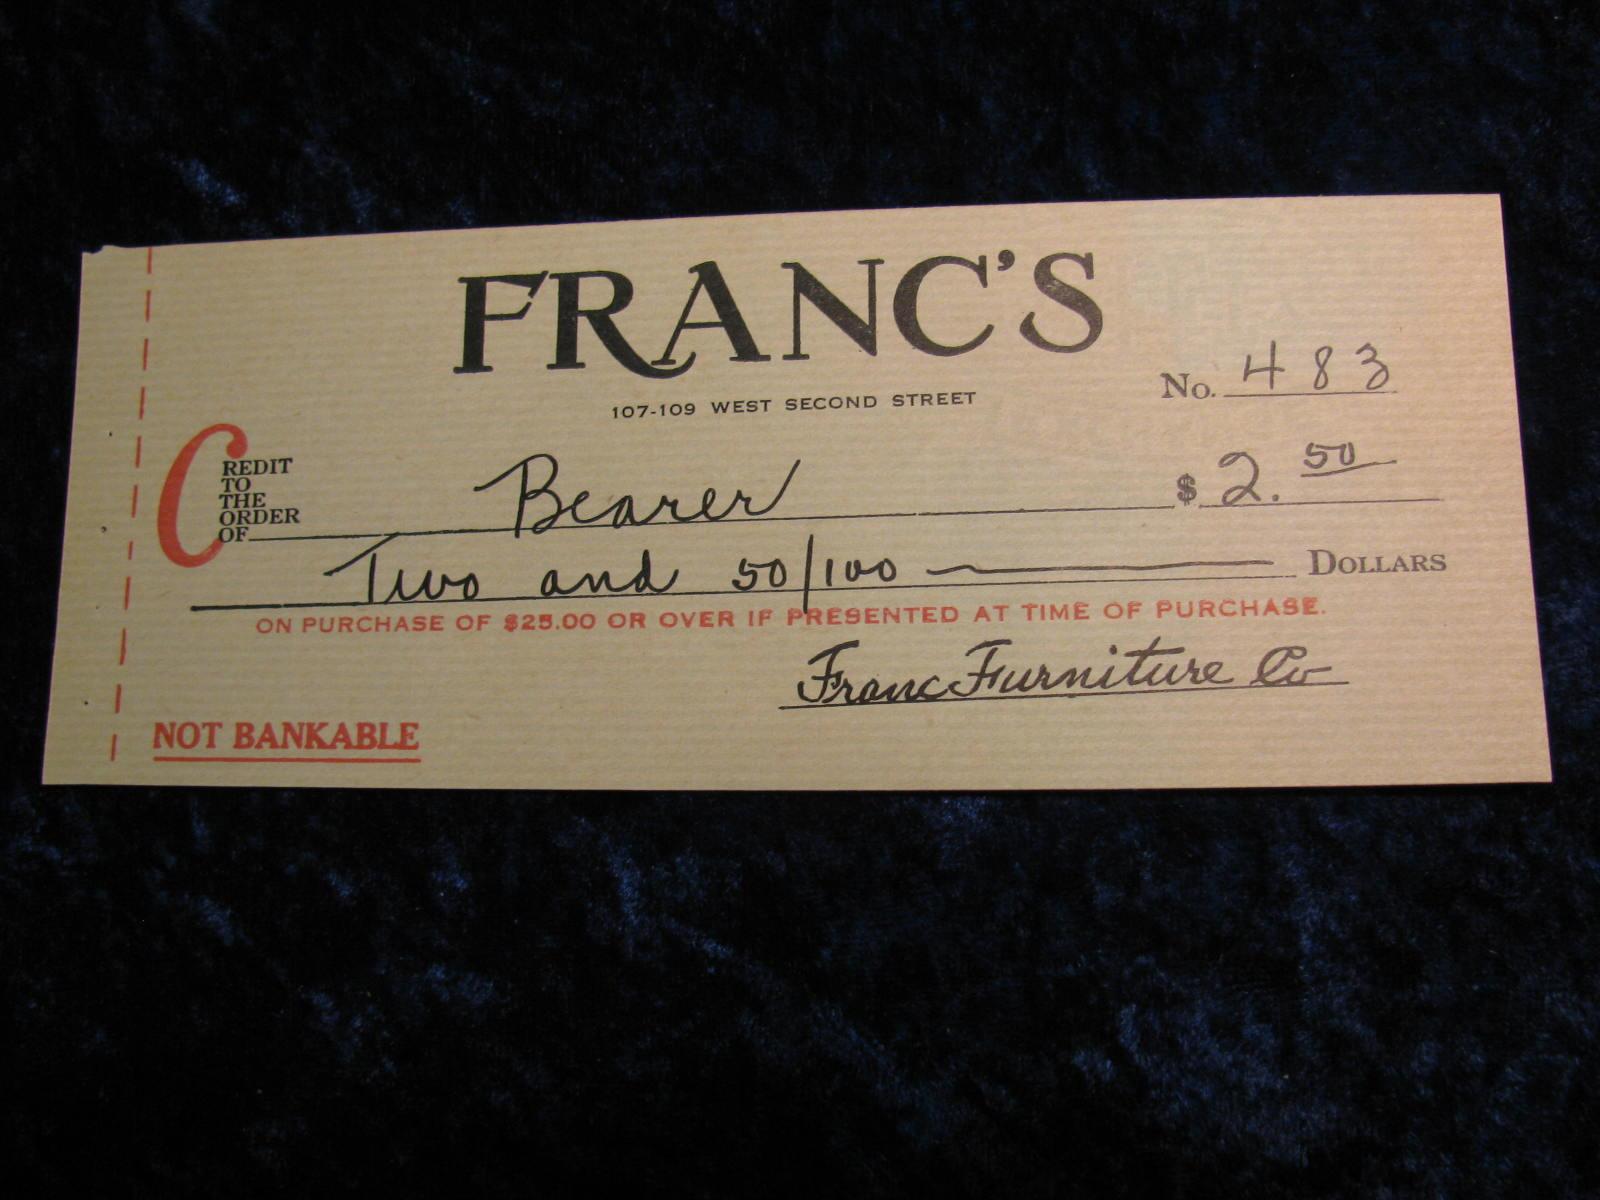 FRANC'S
107-109 WEST SECOND STREET
No. 483
CREDIT TO THE ORDER OF Bearer $ 2. 50
Two and 50/100 DOLLARS
ON PURCHASE OF $25.00 OR OVER IF PRESENTED AT TIME OF PURCHASE.
Franc Furniture Co
NOT BANKABLE